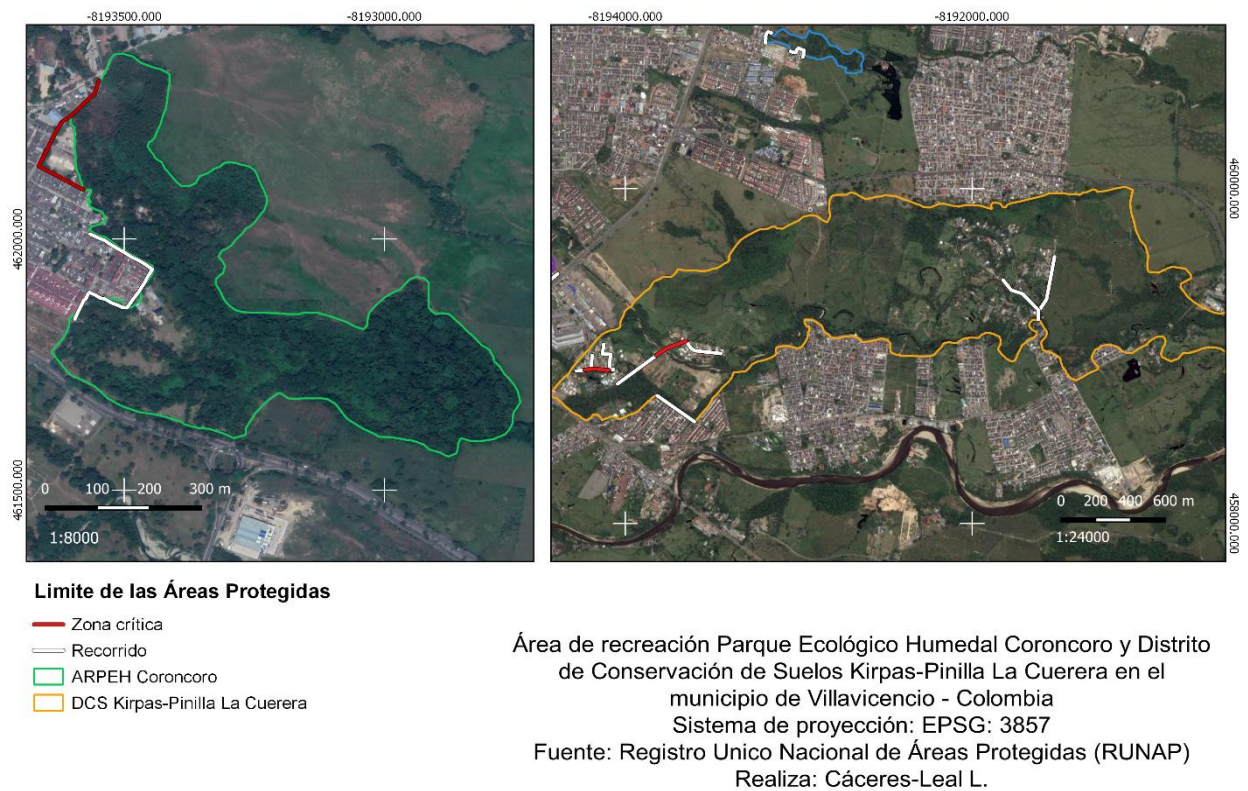 -8193500.000
-8193000.000
-8194000.000
-8192000.000
462000.000
461500.000
460000.000
458000.000
0 100 200 300 m
1:8000
0 200 400 600 m
1:24000
Limite de las Áreas Protegidas
Zona crítica
Recorrido
ARPEH Coroncoro
DCS Kirpas-Pinilla La Cuerera
Área de recreación Parque Ecológico Humedal Coroncoro y Distrito
de Conservación de Suelos Kirpas-Pinilla La Cuerera en el
municipio de Villavicencio - Colombia
Sistema de proyección: EPSG: 3857
Fuente: Registro Unico Nacional de Áreas Protegidas (RUNAP)
Realiza: Cáceres-Leal L.